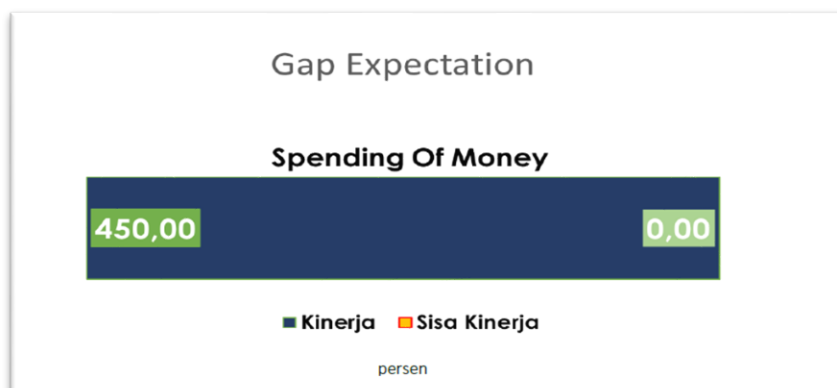 Gap Expectation
Spending Of Money
450,00 0,00
Kinerja Sisa Kinerja
persen